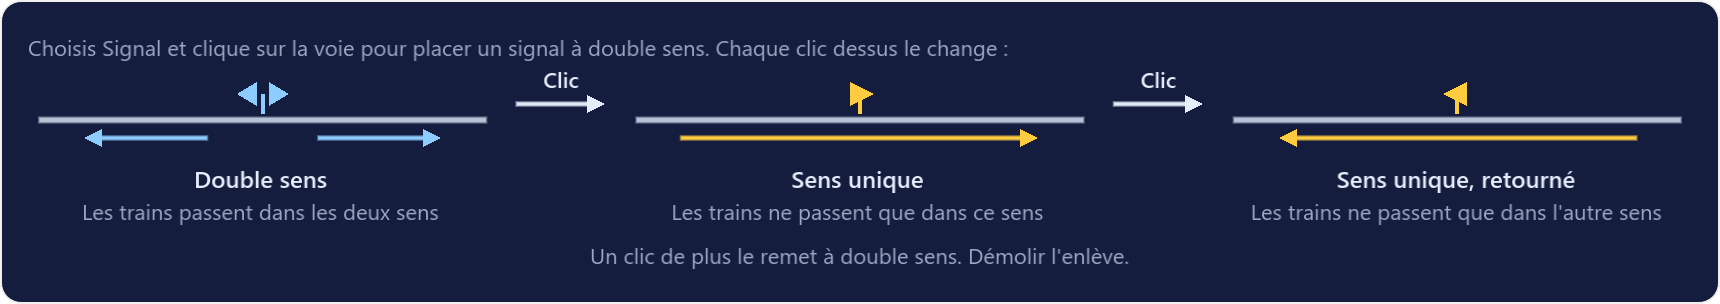 Choisis Signal et clique sur la voie pour placer un signal à double sens. Chaque clic dessus le change :
Clic
Clic
Double sens
Les trains passent dans les deux sens
Sens unique
Les trains ne passent que dans ce sens
Sens unique, retourné
Les trains ne passent que dans l'autre sens
Un clic de plus le remet à double sens. Démolir l'enlève.